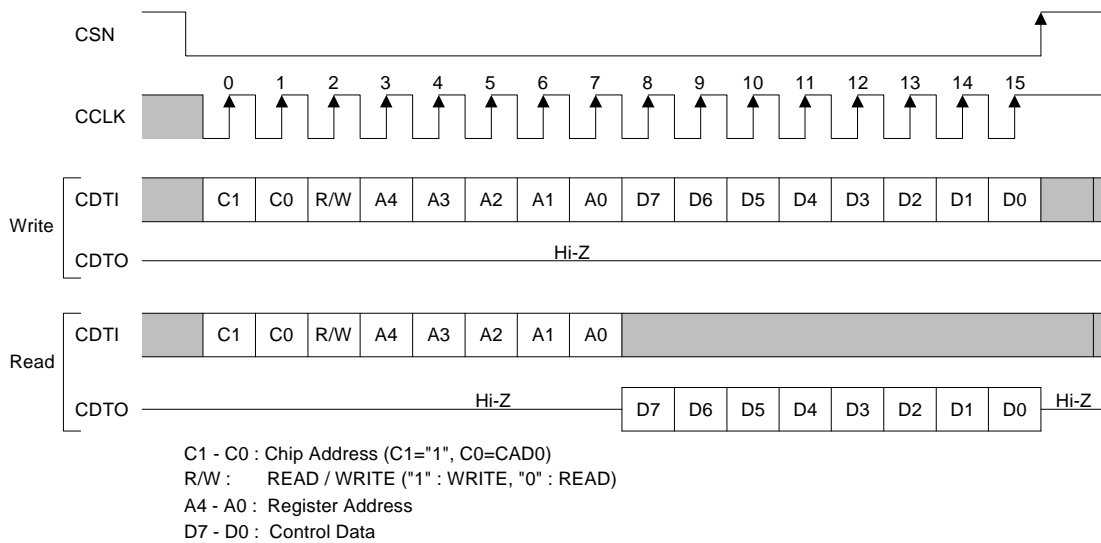 CSN
0 1 2 3 4 5 6 7 8 9 10 11 12 13 14 15
CCLK
Write
CDTI C1 C0 R/W A4 A3 A2 A1 A0 D7 D6 D5 D4 D3 D2 D1 D0
CDTO Hi-Z
Read
CDTI C1 C0 R/W A4 A3 A2 A1 A0
CDTO Hi-Z D7 D6 D5 D4 D3 D2 D1 D0 Hi-Z
C1 - C0 : Chip Address (C1="1", C0=CAD0)
R/W : READ / WRITE ("1" : WRITE, "0" : READ)
A4 - A0 : Register Address
D7 - D0 : Control Data